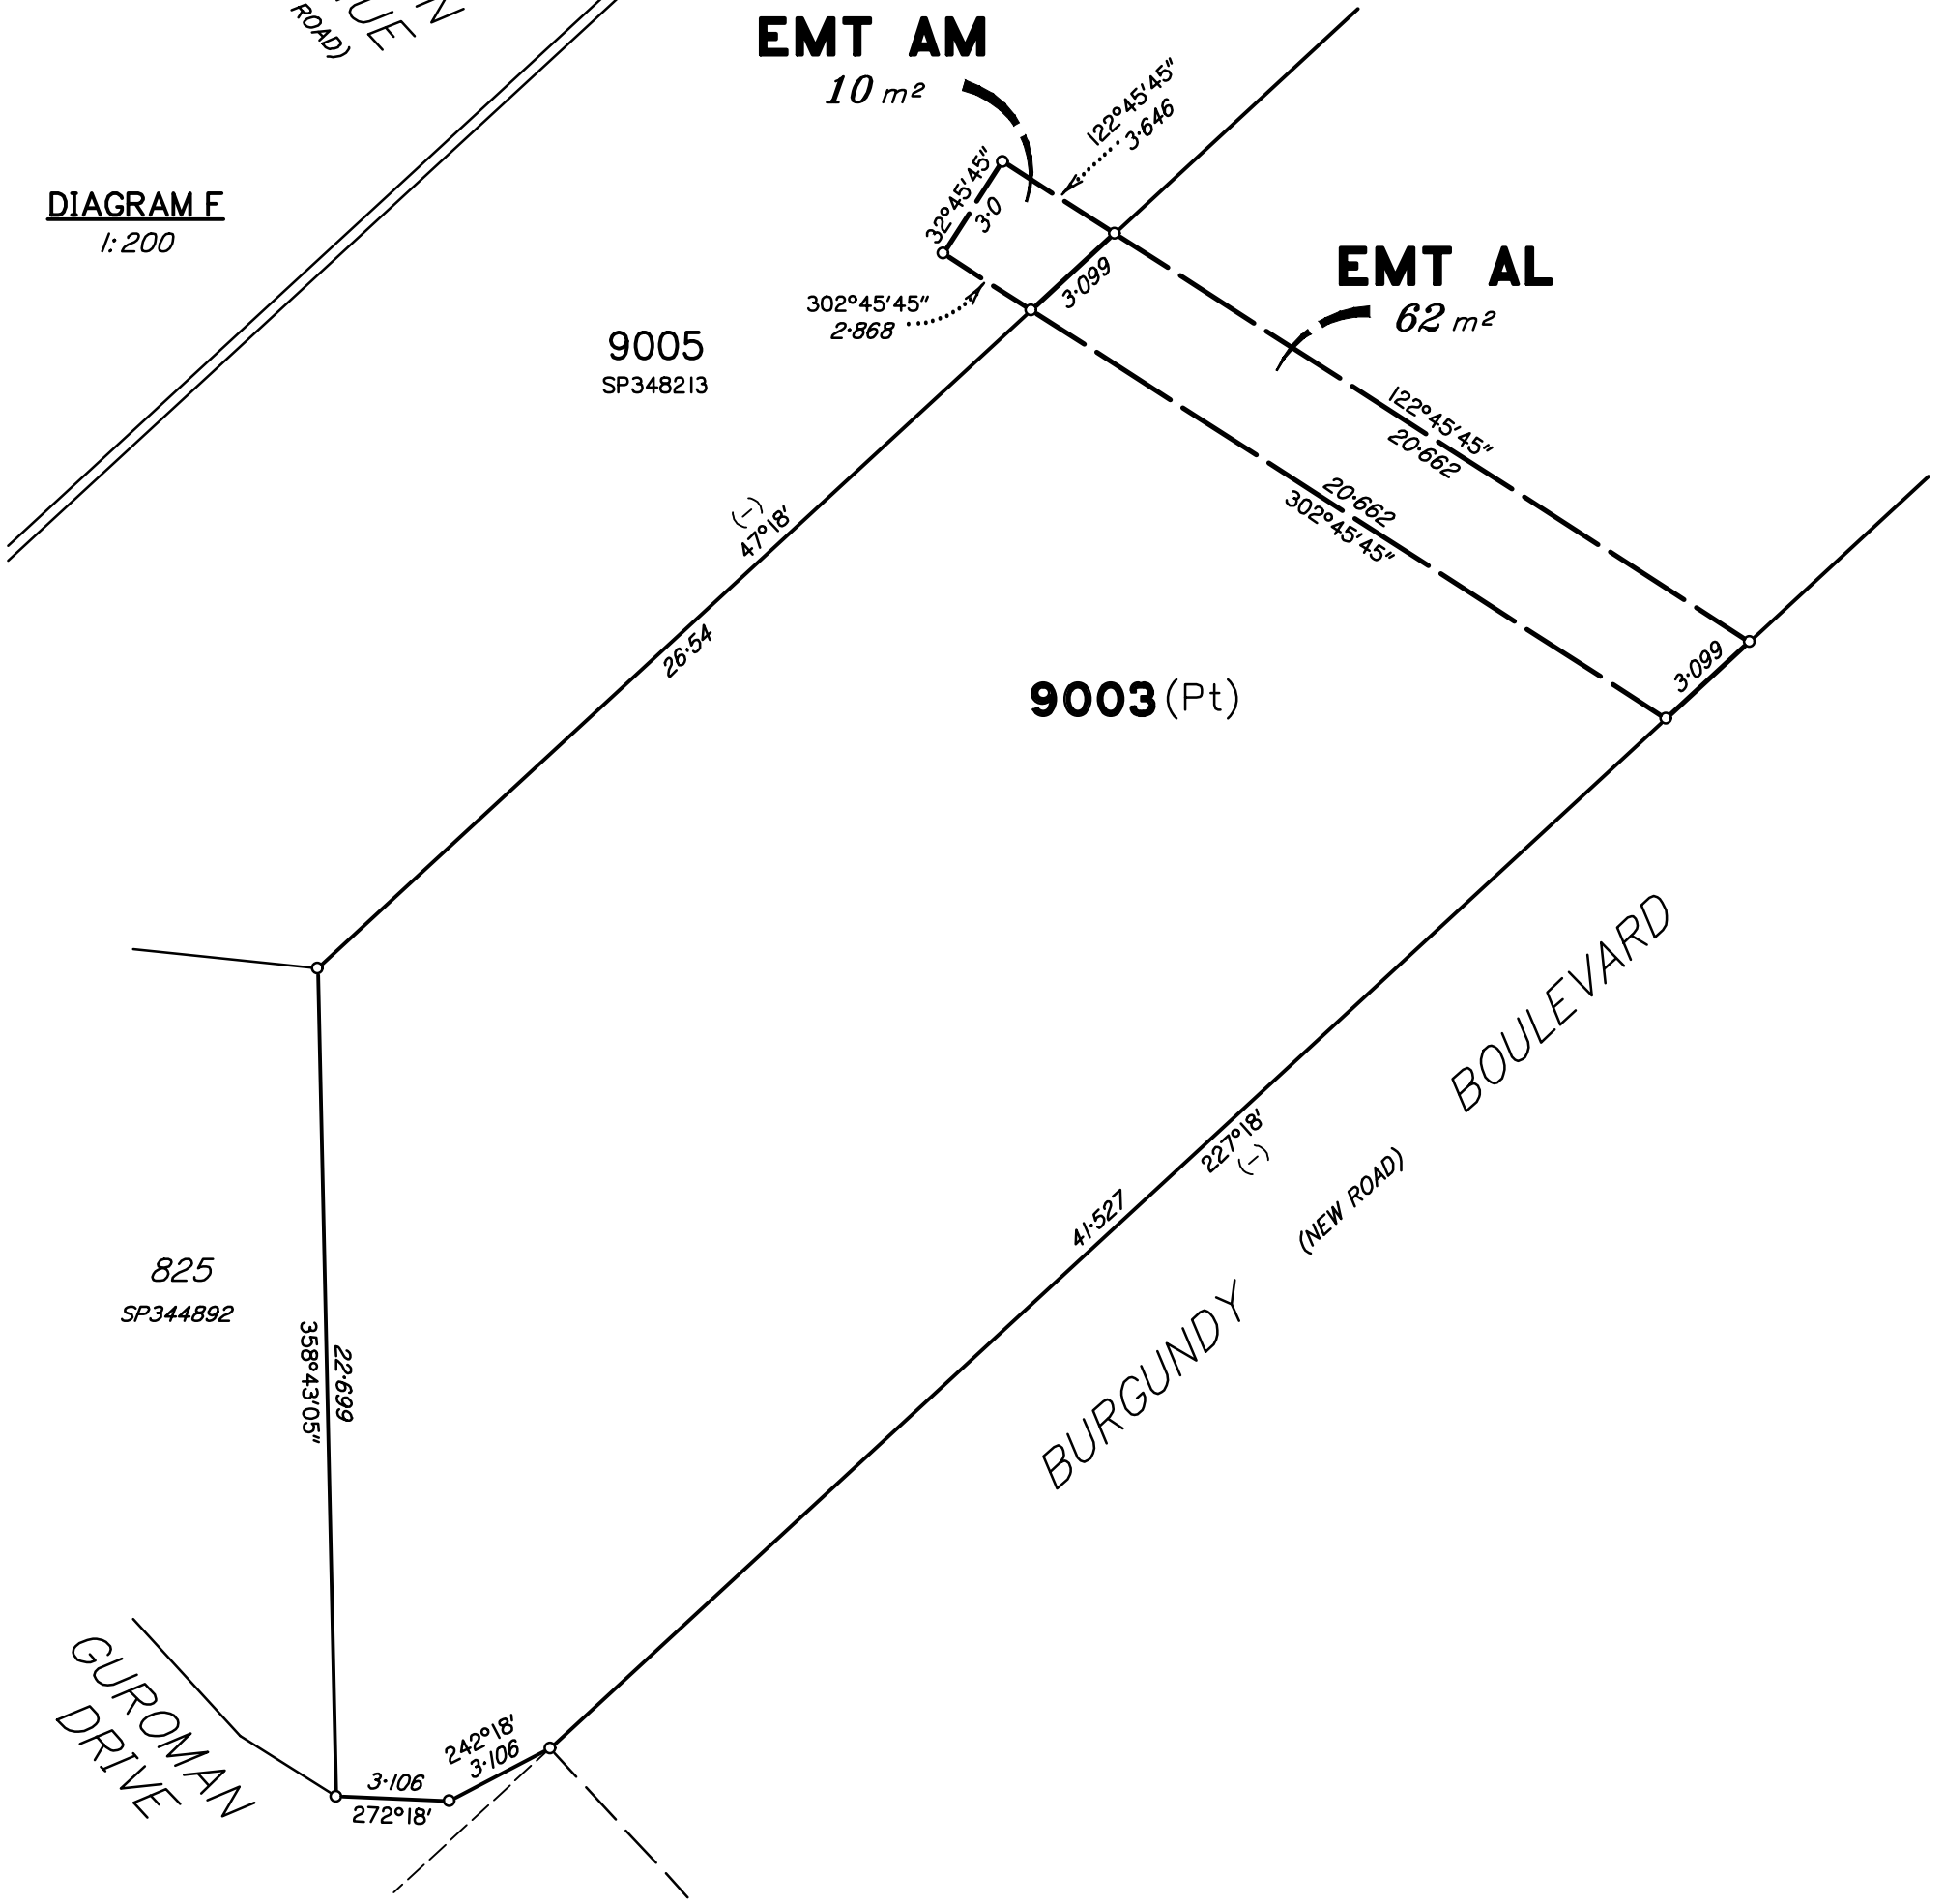 ROAD)
EMT AM
10 m²
122°45'45"
3·646
DIAGRAM F
1:200
32°45'45"
3·0
302°45'45"
2·868
3·099
EMT AL
62 m²
9005
SP348213
122°45'45"
20·662
20·662
302°45'45"
(-)
47°18'
26·54
9003 (Pt)
3·099
BURGUNDY BOULEVARD
(NEW ROAD)
227°18'
(-)
41·527
825
SP344892
22·699
358°43'05"
GUROMAN
DRIVE
242°18'
3·106
3·106
272°18'